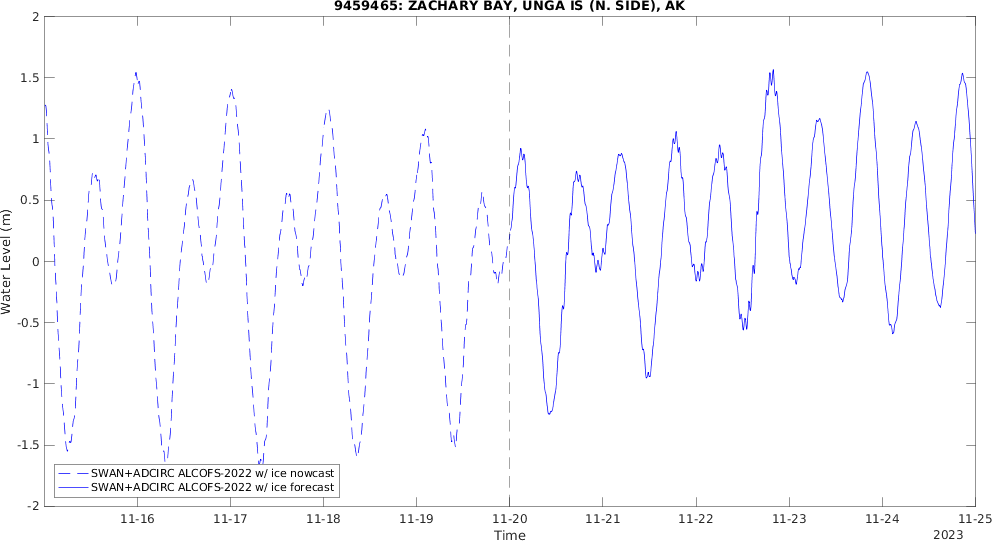 9459465: ZACHARY BAY, UNGA IS (N. SIDE), AK
2
1.5
1
0.5
0
-0.5
-1
-1.5
-2
Water Level (m)
SWAN+ADCIRC ALCOFS-2022 w/ ice nowcast
SWAN+ADCIRC ALCOFS-2022 w/ ice forecast
11-16 11-17 11-18 11-19 11-20 11-21 11-22 11-23 11-24 11-25
Time
2023